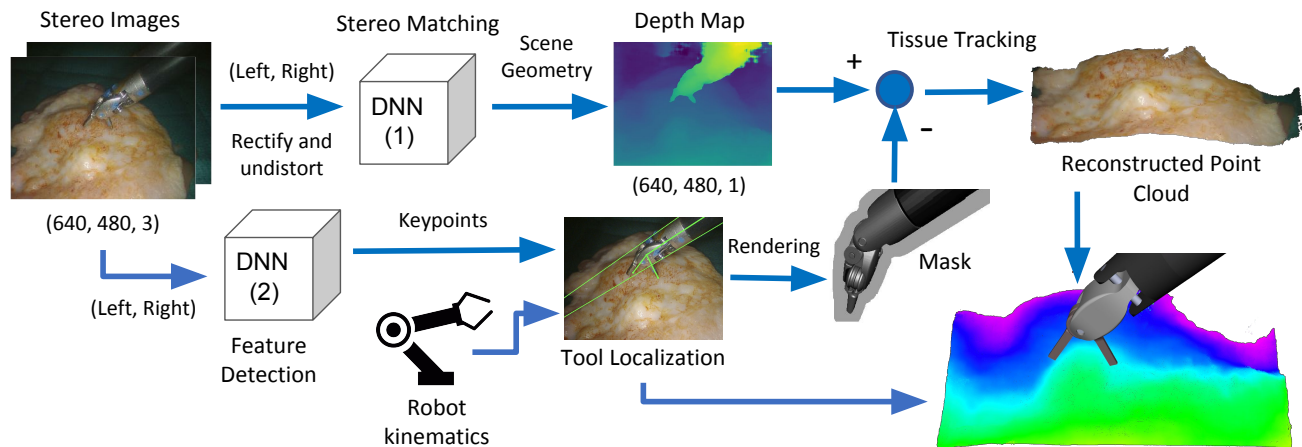 Stereo Images
Stereo Matching
Depth Map
(Left, Right)
Scene
Geometry
+
Tissue Tracking
DNN
(1)
Rectify and
undistort
-
(640, 480, 3)
(640, 480, 1)
Reconstructed Point
Cloud
Keypoints
DNN
(2)
Rendering
Mask
(Left, Right)
Feature
Detection
Tool Localization
Robot
kinematics